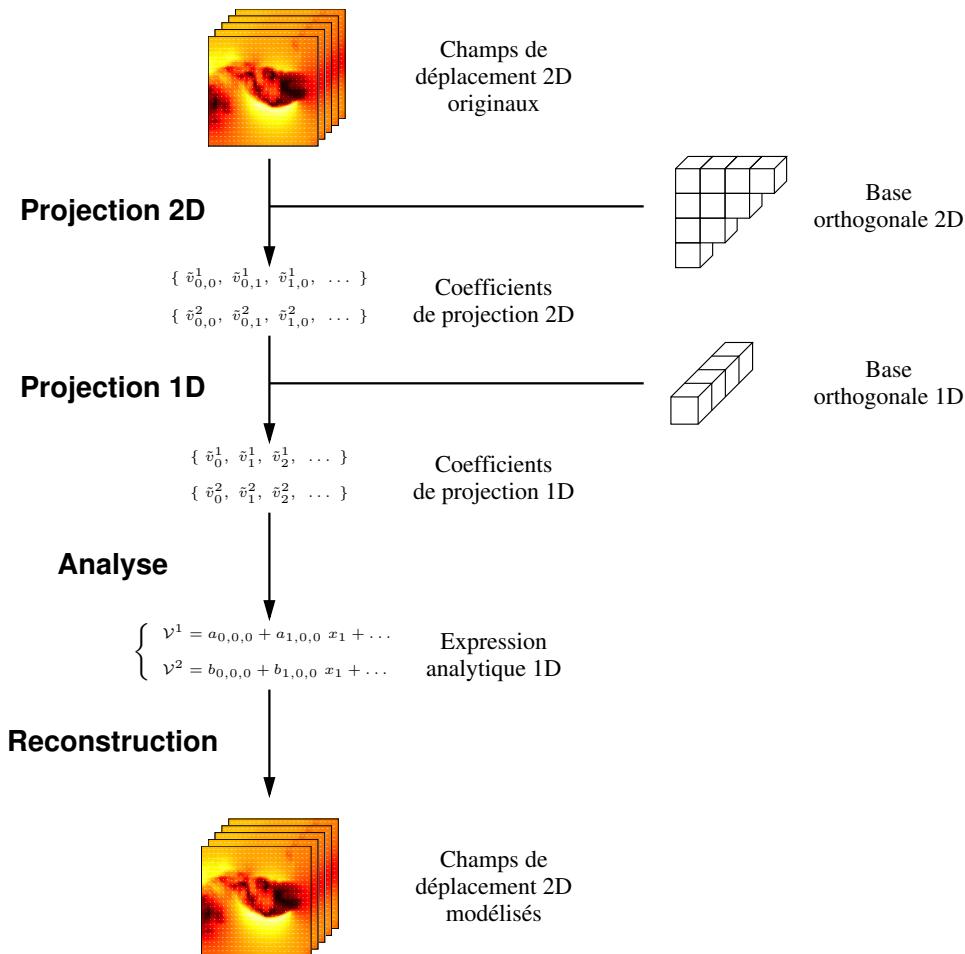 Champs de
déplacement 2D
originaux
Projection 2D
Base
orthogonale 2D
{ ṽ¹₀,₀, ṽ¹₀,₁, ṽ¹₁,₀, ... }
{ ṽ²₀,₀, ṽ²₀,₁, ṽ²₁,₀, ... }
Coefficients
de projection 2D
Projection 1D
Base
orthogonale 1D
{ ṽ¹₀, ṽ¹₁, ṽ¹₂, ... }
{ ṽ²₀, ṽ²₁, ṽ²₂, ... }
Coefficients
de projection 1D
Analyse
{ 𝒱¹ = a₀,₀,₀ + a₁,₀,₀ x₁ + ...
𝒱² = b₀,₀,₀ + b₁,₀,₀ x₁ + ...
Expression
analytique 1D
Reconstruction
Champs de
déplacement 2D
modélisés